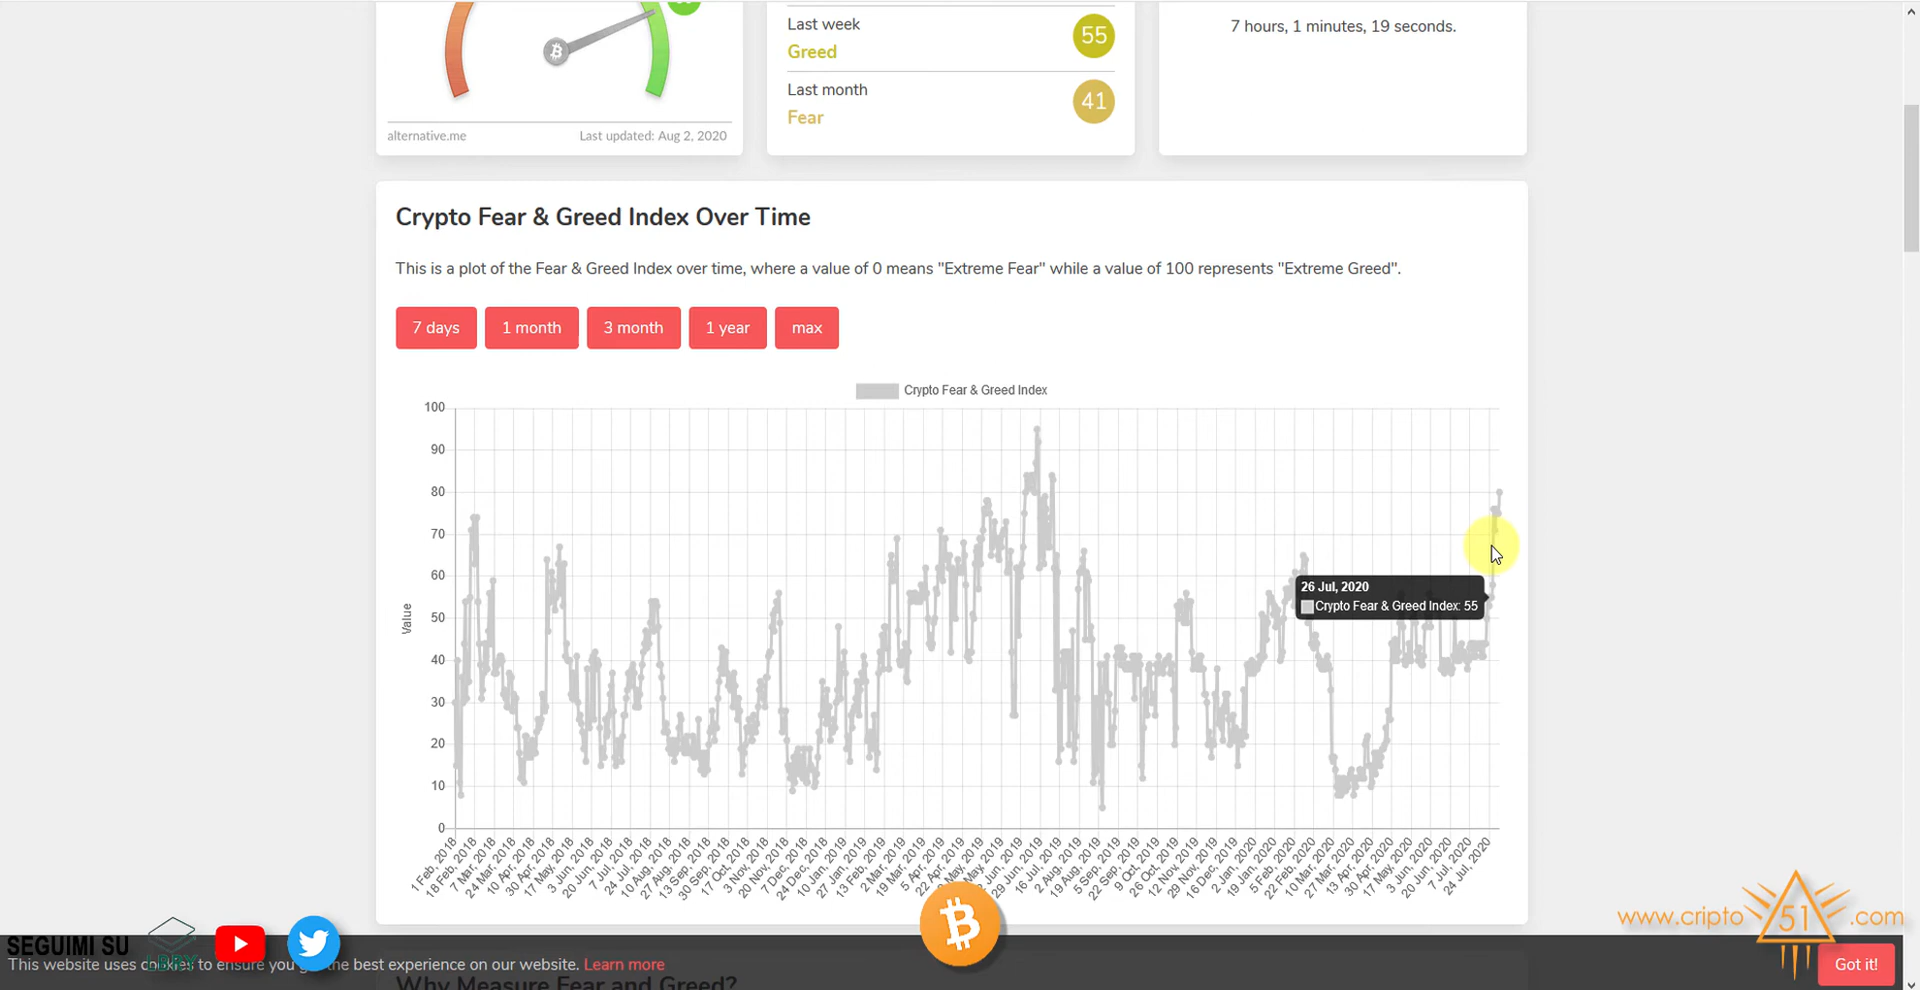 Last week
Greed
55
Last month
Fear
41
7 hours, 1 minutes, 19 seconds.
alternative.me
Last updated: Aug 2, 2020
Crypto Fear & Greed Index Over Time
This is a plot of the Fear & Greed Index over time, where a value of 0 means "Extreme Fear" while a value of 100 represents "Extreme Greed".
7 days
1 month
3 month
1 year
max
Crypto Fear & Greed Index
100
90
80
70
60
50
40
30
20
10
0
Value
26 Jul, 2020
Crypto Fear & Greed Index: 55
1 Feb, 2018
18 Feb, 2018
7 Mar, 2018
24 Mar, 2018
10 Apr, 2018
30 Apr, 2018
17 May, 2018
3 Jun, 2018
20 Jun, 2018
7 Jul, 2018
24 Jul, 2018
10 Aug, 2018
27 Aug, 2018
13 Sep, 2018
30 Sep, 2018
17 Oct, 2018
3 Nov, 2018
20 Nov, 2018
7 Dec, 2018
24 Dec, 2018
10 Jan, 2019
27 Jan, 2019
13 Feb, 2019
2 Mar, 2019
19 Mar, 2019
5 Apr, 2019
22 Apr, 2019
May, 2019
May, 2019
Jun, 2019
29 Jun, 2019
16 Jul, 2019
2 Aug, 2019
19 Aug, 2019
5 Sep, 2019
22 Sep, 2019
9 Oct, 2019
26 Oct, 2019
12 Nov, 2019
29 Nov, 2019
16 Dec, 2019
2 Jan, 2020
19 Jan, 2020
5 Feb, 2020
22 Feb, 2020
10 Mar, 2020
27 Mar, 2020
13 Apr, 2020
30 Apr, 2020
17 May, 2020
3 Jun, 2020
20 Jun, 2020
7 Jul, 2020
24 Jul, 2020
www.cripto 51 .com
SEGUIMI SU
LBRY
This website uses cookies to ensure you get the best experience on our website. Learn more
Got it!
Why Measure Fear and Greed?